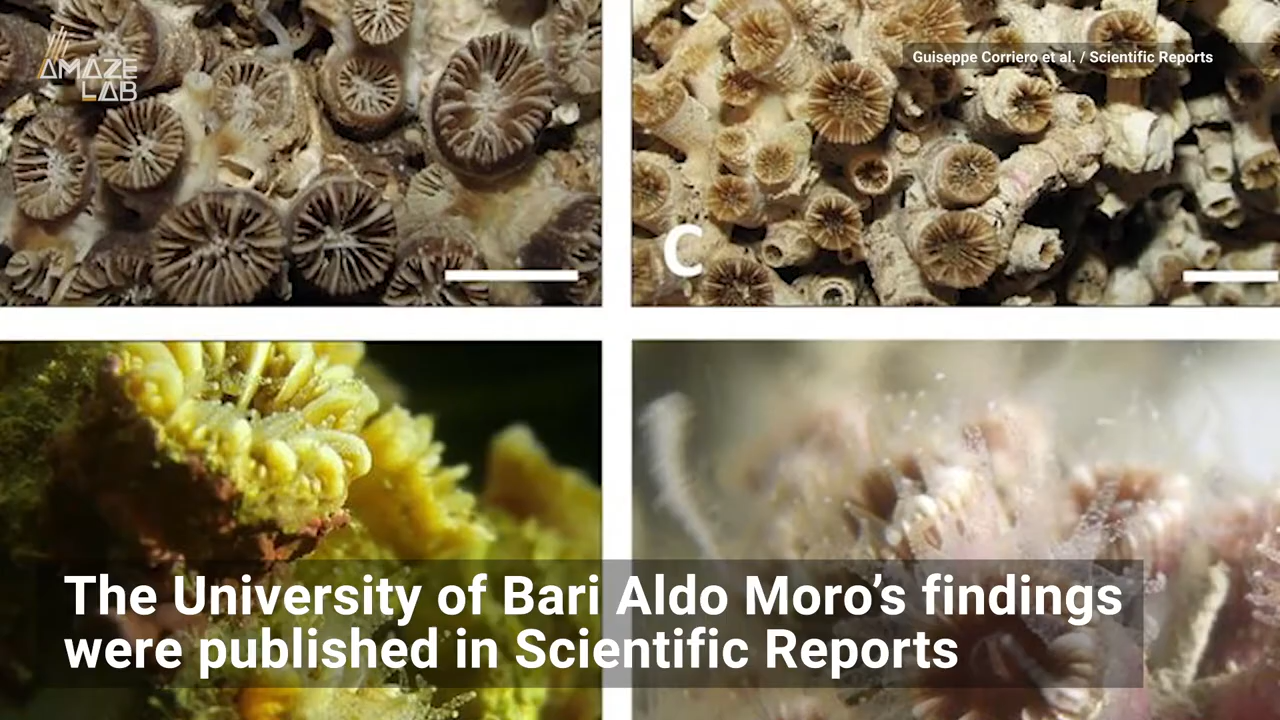 AMAZE
LAB
Guiseppe Corriero et al. / Scientific Reports
C
The University of Bari Aldo Moro’s findings
were published in Scientific Reports